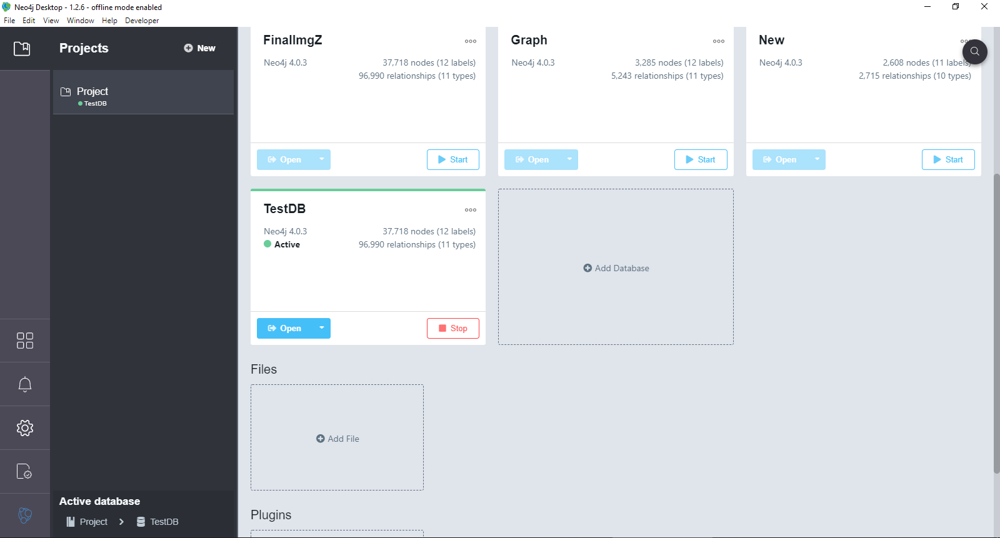 Neo4j Desktop - 1.2.6 - offline mode enabled
File Edit View Window Help Developer
Projects
New
Project
TestDB
FinalImgZ
Neo4j 4.0.3
37,718 nodes (12 labels)
96,990 relationships (11 types)
Open
Start
Graph
Neo4j 4.0.3
3,285 nodes (12 labels)
5,243 relationships (11 types)
Open
Start
New
Neo4j 4.0.3
2,608 nodes (11 labels)
2,715 relationships (10 types)
Open
Start
TestDB
Neo4j 4.0.3
37,718 nodes (12 labels)
Active
96,990 relationships (11 types)
Open
Stop
Add Database
Files
Add File
Plugins
Active database
Project
TestDB